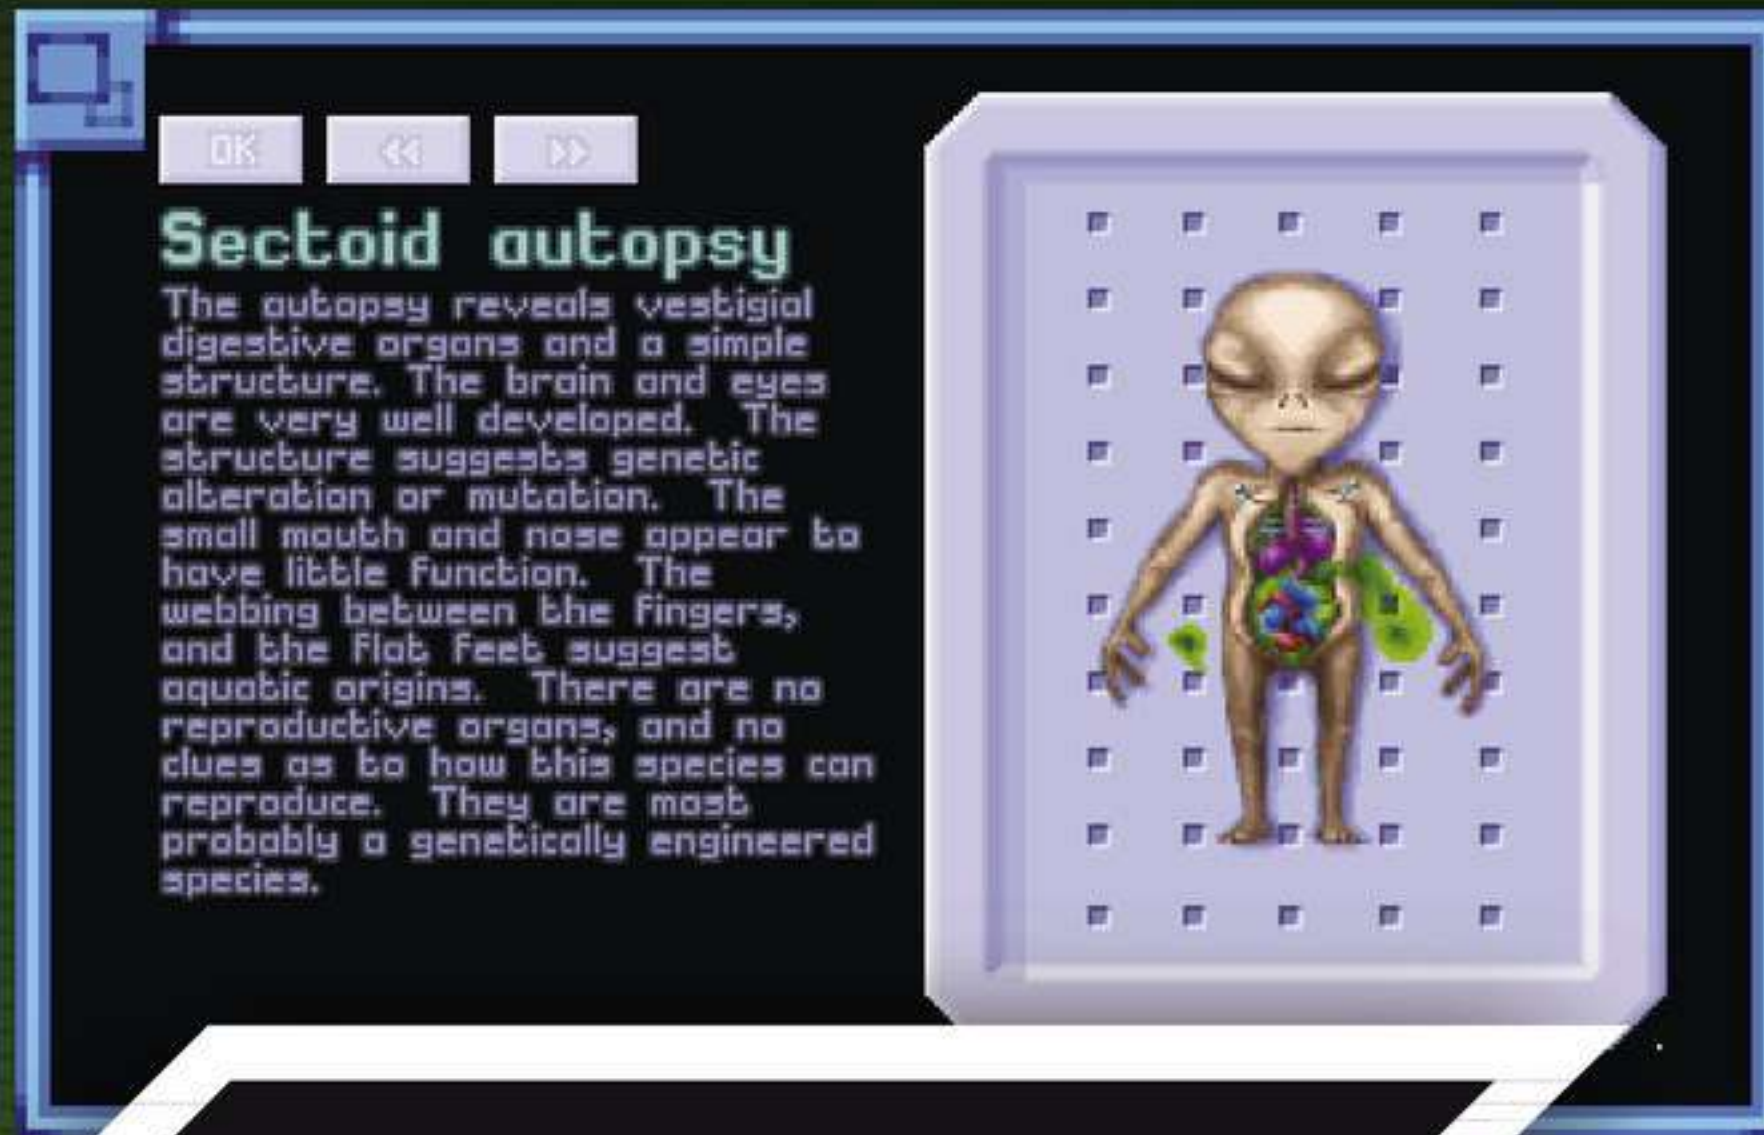 OK << >>
Sectoid autopsy
The autopsy reveals vestigial
digestive organs and a simple
structure. The brain and eyes
are very well developed. The
structure suggests genetic
alteration or mutation. The
small mouth and nose appear to
have little function. The
webbing between the fingers,
and the flat feet suggest
aquatic origins. There are no
reproductive organs, and no
clues as to how this species can
reproduce. They are most
probably a genetically engineered
species.